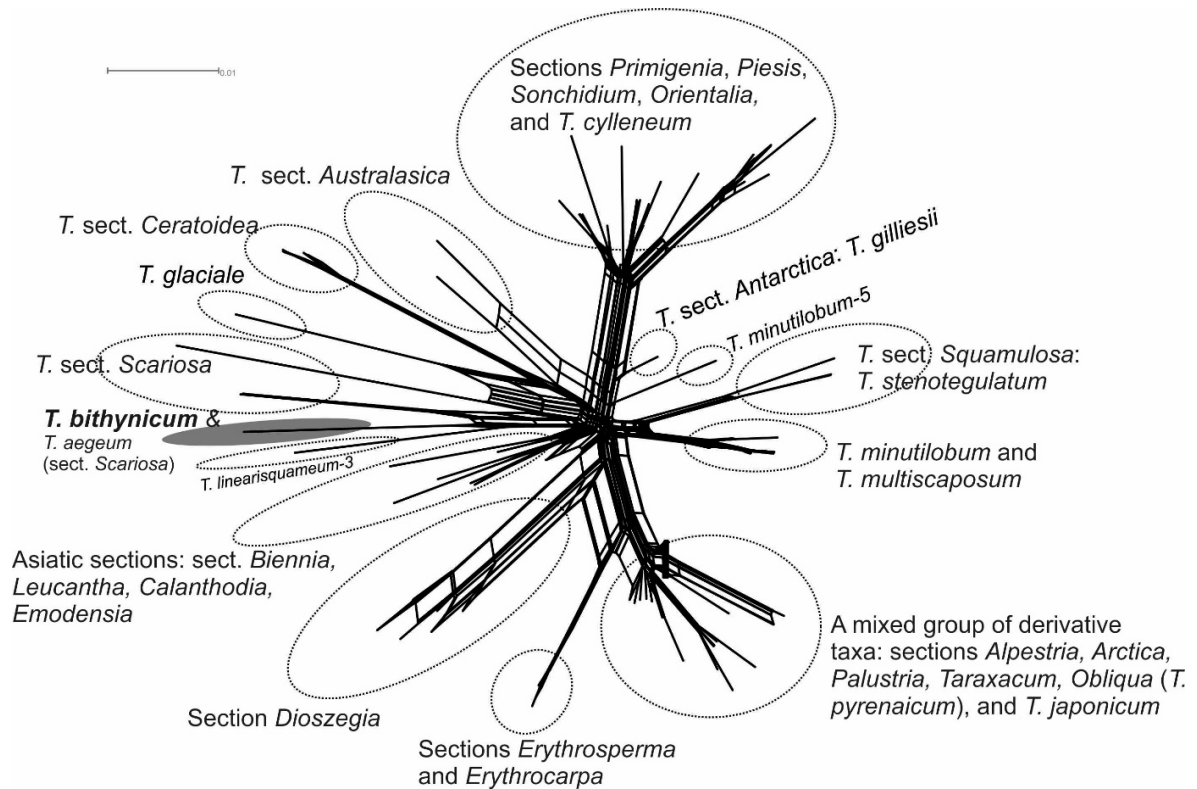 0.01
Sections Primigenia, Piesis,
Sonchidium, Orientalia,
and T. cylleneum
T. sect. Australasica
T. sect. Ceratoidea
T. glaciale
T. sect. Scariosa
T. bithynicum &
T. aegeum
(sect. Scariosa)
T. linearisquameum-3
Asiatic sections: sect. Biennia,
Leucantha, Calanthodia,
Emodensia
Section Dioszegia
Sections Erythrosperma
and Erythrocarpa
T. sect. Antarctica: T. gilliesii
T. minutilobum-5
T. sect. Squamulosa:
T. stenotegulatum
T. minutilobum and
T. multiscaposum
A mixed group of derivative
taxa: sections Alpestria, Arctica,
Palustria, Taraxacum, Obliqua (T.
pyrenaicum), and T. japonicum